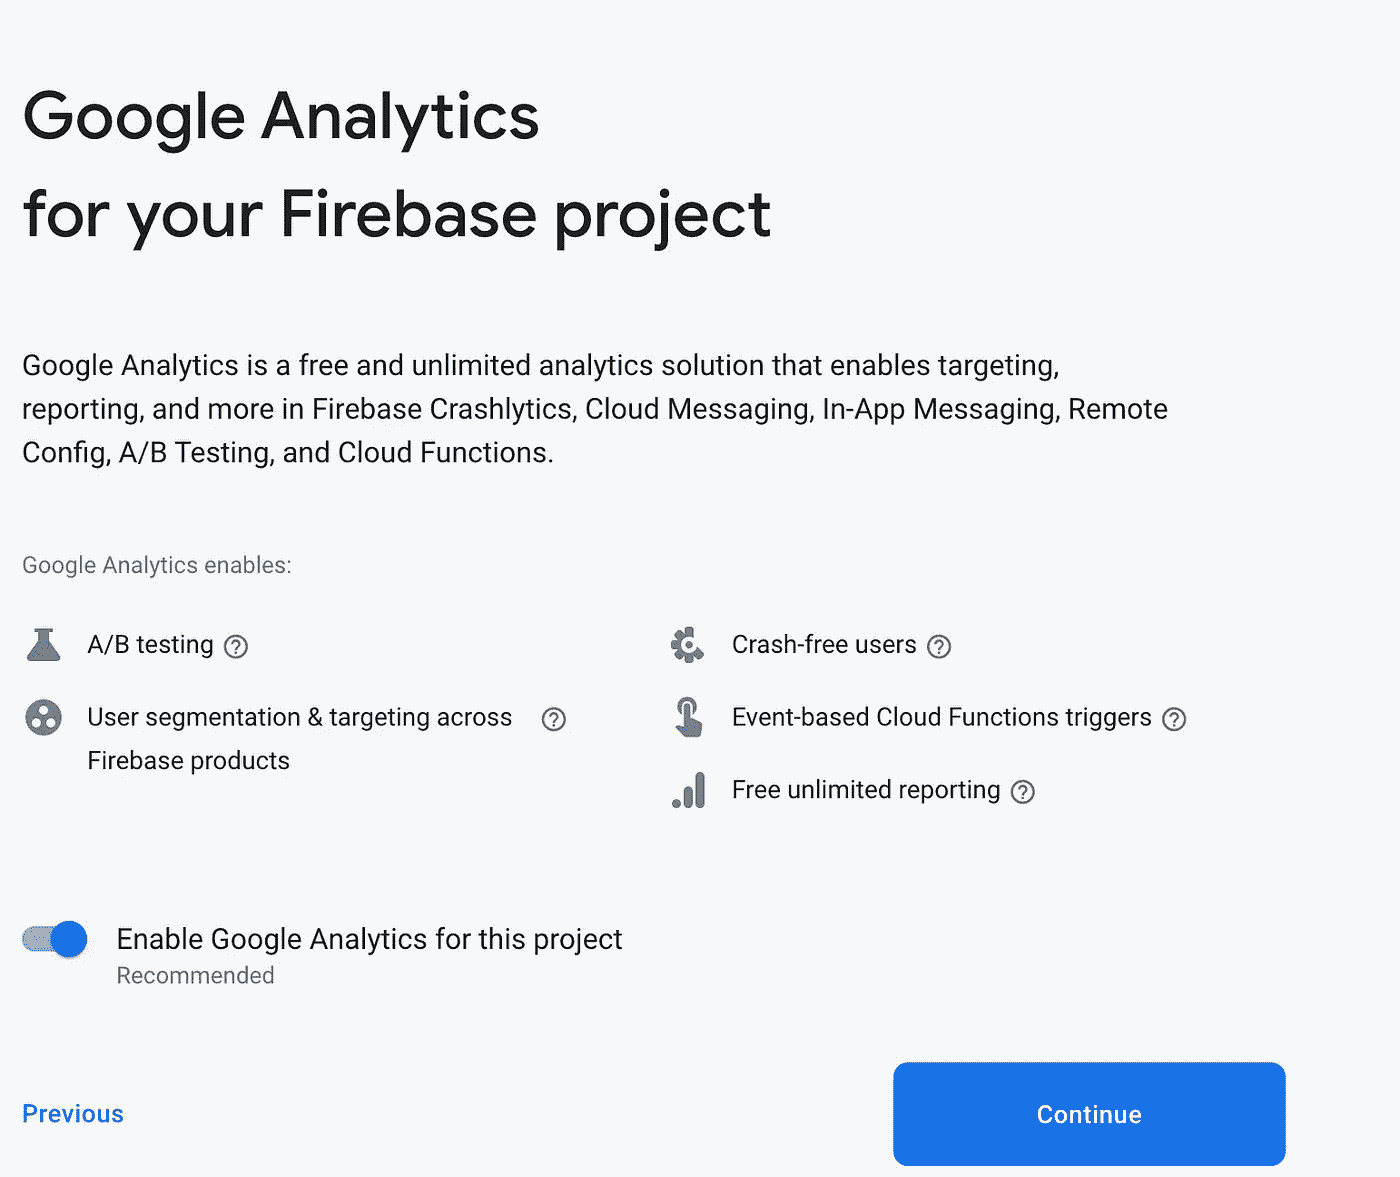 Google Analytics
for your Firebase project
Google Analytics is a free and unlimited analytics solution that enables targeting,
reporting, and more in Firebase Crashlytics, Cloud Messaging, In-App Messaging, Remote
Config, A/B Testing, and Cloud Functions.
Google Analytics enables:
A/B testing
User segmentation & targeting across
Firebase products
Crash-free users
Event-based Cloud Functions triggers
Free unlimited reporting
Enable Google Analytics for this project
Recommended
Previous
Continue